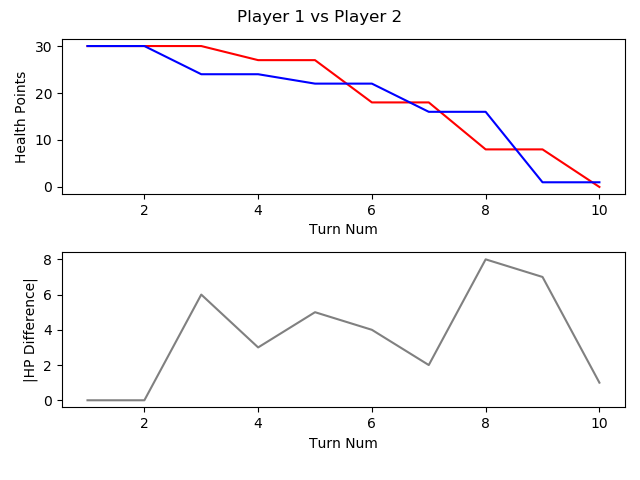 Player 1 vs Player 2
30
20
10
0
Health Points
2 4 6 8 10
Turn Num
8
6
4
2
0
|HP Difference|
2 4 6 8 10
Turn Num